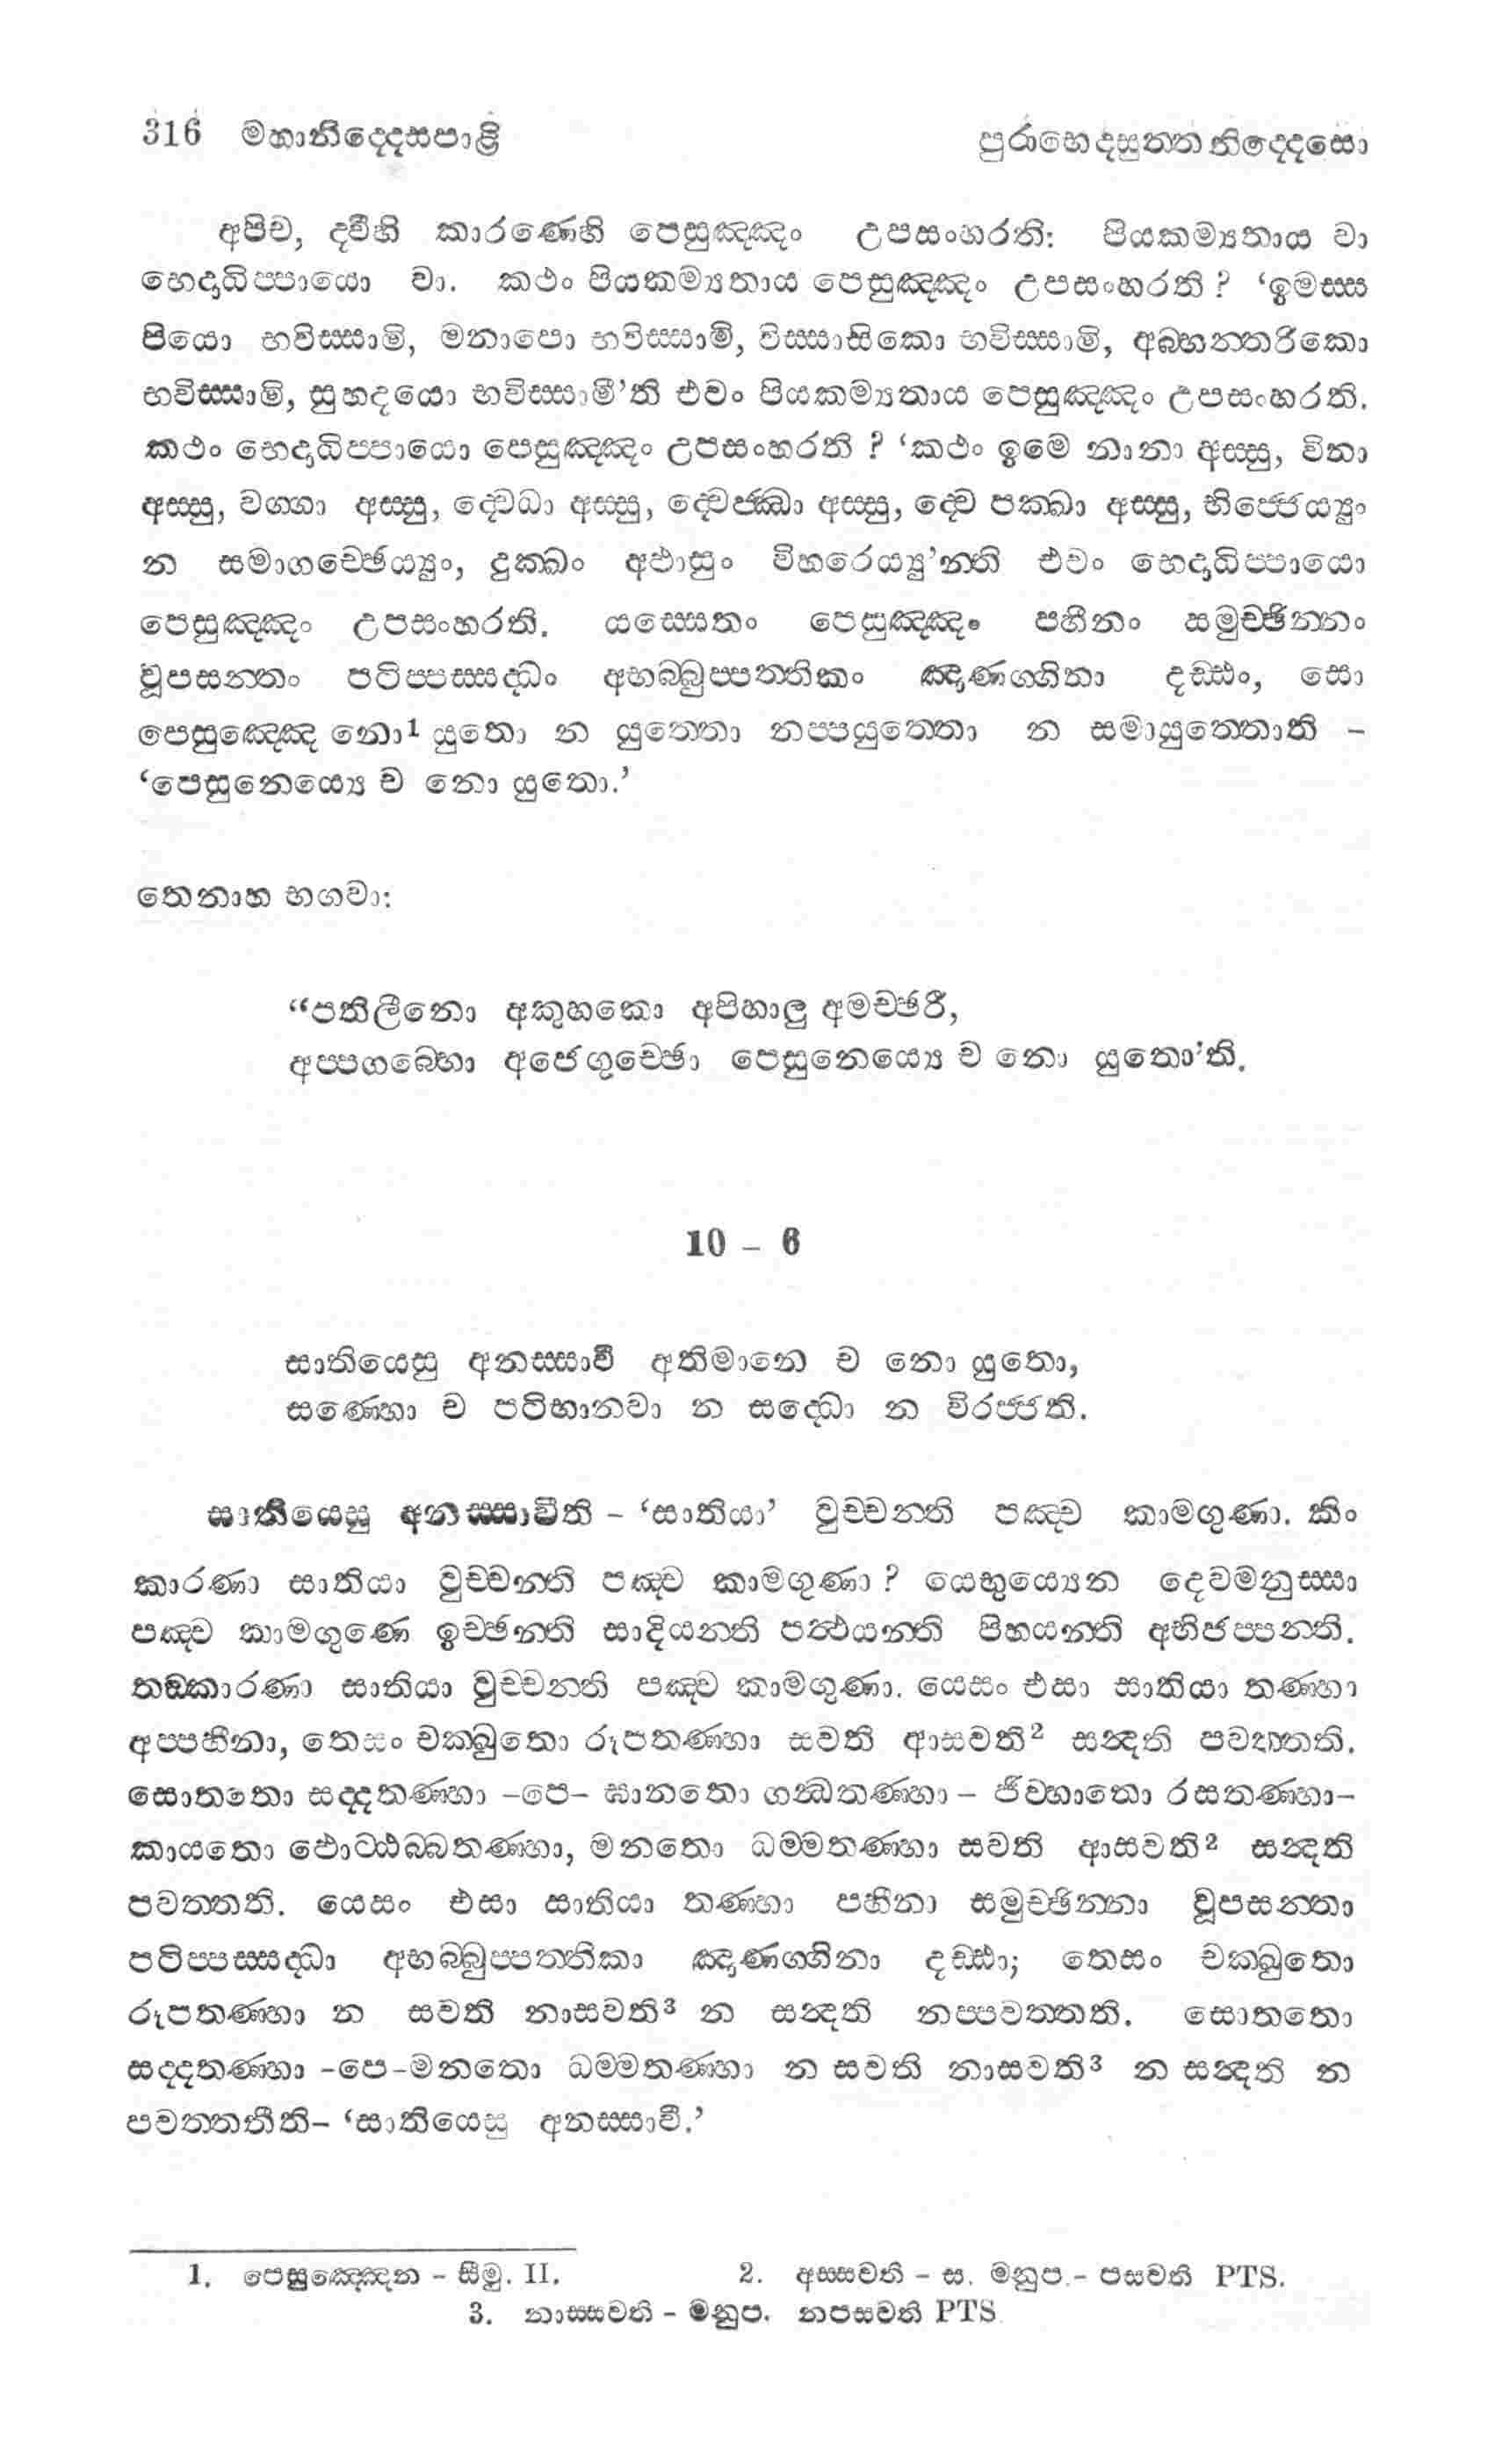 316 මහානිද්දෙසපාළි පුරාභෙදසුත්තනිද්දෙසො
අපිච, ද්වීහි කාරණෙහි පෙසුඤ්ඤං උපසංහරති: පියකම්‍යතාය වා
භෙදාධිප්පායො වා. කථං පියකම්‍යතාය පෙසුඤ්ඤං උපසංහරති? ‘ඉමස්ස
පියො භවිස්සාමි, මනාපො භවිස්සාමි, විස්සාසිකො භවිස්සාමි, අබ්භන්තරිකො
භවිස්සාමි, සුහදයො භවිස්සාමී’ති එවං පියකම්‍යතාය පෙසුඤ්ඤං උපසංහරති.
කථං භෙදාධිප්පායො පෙසුඤ්ඤං උපසංහරති? ‘කථං ඉමෙ නානා අස්සු, විනා
අස්සු, වග්ගා අස්සු, ද්වෙධා අස්සු, ද්වෙජ්ඣා අස්සු, ද්වෙ පක්ඛා අස්සු, භිජ්ජෙය්‍යුං
න සමාගච්ඡෙය්‍යුං, දුක්ඛං අඵාසුං විහරෙය්‍යු’න්ති එවං භෙදාධිප්පායො
පෙසුඤ්ඤං උපසංහරති. යස්සෙතං පෙසුඤ්ඤං පහීනං සමුච්ඡින්නං
වූපසන්තං පටිප්පස්සද්ධං අභබ්බුප්පත්තිකං ඤාණග්ගිනා දඩ්ඪං, සො
පෙසුඤ්ඤෙ නො¹ යුතො න යුත්තො නප්පයුත්තො න සමායුත්තොති –
‘පෙසුනෙය්‍යෙ ච නො යුතො.’
තෙනාහ භගවා:
“පතිලීනො අකුහකො අපිහාලු අමච්ඡරී,
අප්පගබ්භො අජෙගුච්ඡො පෙසුනෙය්‍යෙ ච නො යුතො’ති.
10 – 6
සාතියෙසු අනස්සාවී අතිමානෙ ච නො යුතො,
සණ්හො ච පටිභානවා න සද්ධො න විරජ්ජති.
සාතියෙසු අනස්සාවීති – ‘සාතියා’ වුච්චන්ති පඤ්ච කාමගුණා. කිං
කාරණා සාතියා වුච්චන්ති පඤ්ච කාමගුණා? යෙභුය්‍යෙන දෙවමනුස්සා
පඤ්ච කාමගුණෙ ඉච්ඡන්ති සාදියන්ති පත්ථයන්ති පිහයන්ති අභිජප්පන්ති.
තඞ්කාරණා සාතියා වුච්චන්ති පඤ්ච කාමගුණා. යෙසං එසා සාතියා තණ්හා
අප්පහීනා, තෙසං චක්ඛුතො රූපතණ්හා සවති ආසවති² සන්දති පවත්තති.
සොතතො සද්දතණ්හා –පෙ– ඝානතො ගන්ධතණ්හා – ජිව්හාතො රසතණ්හා–
කායතො ඵොට්ඨබ්බතණ්හා, මනතො ධම්මතණ්හා සවති ආසවති² සන්දති
පවත්තති. යෙසං එසා සාතියා තණ්හා පහීනා සමුච්ඡින්නා වූපසන්තා
පටිප්පස්සද්ධා අභබ්බුප්පත්තිකා ඤාණග්ගිනා දඩ්ඪා; තෙසං චක්ඛුතො
රූපතණ්හා න සවති නාසවති³ න සන්දති නප්පවත්තති. සොතතො
සද්දතණ්හා –පෙ–මනතො ධම්මතණ්හා න සවති නාසවති³ න සන්දති න
පවත්තතීති– ‘සාතියෙසු අනස්සාවී.’
1. පෙසුඤ්ඤෙන – සීමු. II. 2. අස්සවති – ස. මනුප.– පසවති PTS.
3. නාස්සවති – මනුප. නපසවති PTS